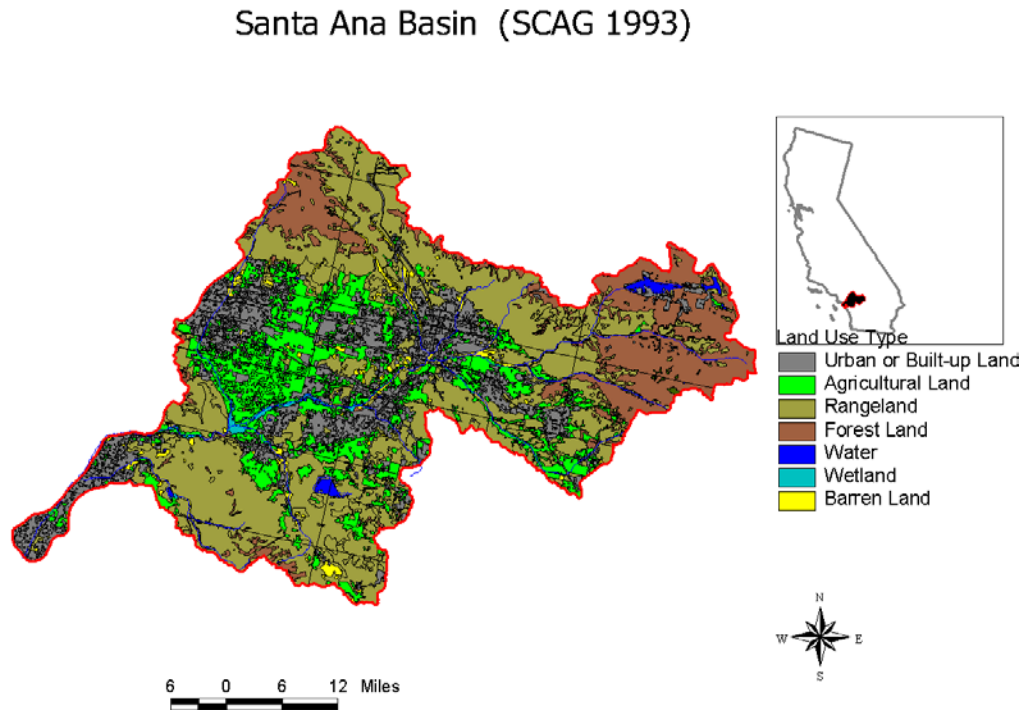 Santa Ana Basin (SCAG 1993)
Land Use Type
Urban or Built-up Land
Agricultural Land
Rangeland
Forest Land
Water
Wetland
Barren Land
N
W E
S
6 0 6 12 Miles